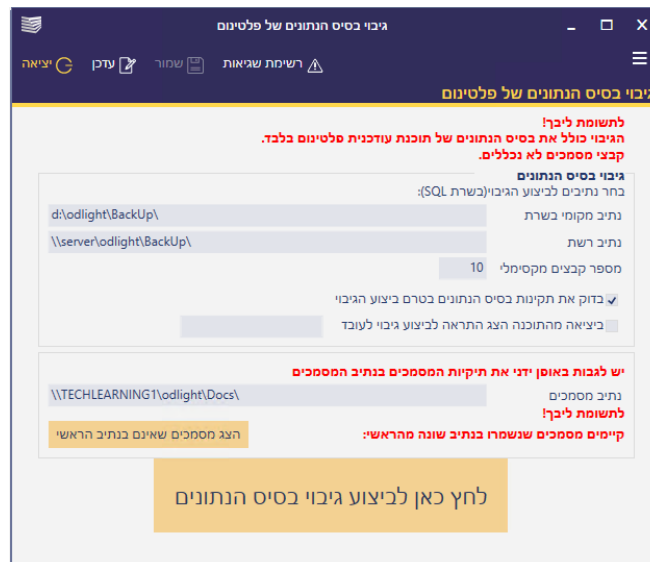 גיבוי בסיס הנתונים של פלטינום
רשימת שגיאות שמור עדכן יציאה
גיבוי בסיס הנתונים של פלטינום
לתשומת ליבך!
הגיבוי כולל את בסיס הנתונים של תוכנת עודכנית פלטינום בלבד.
קבצי מסמכים לא נכללים.
גיבוי בסיס הנתונים
בחר נתיבים לביצוע הגיבוי(בשרת SQL):
נתיב מקומי בשרת d:\odlight\BackUp\
נתיב רשת \\server\odlight\BackUp\
מספר קבצים מקסימלי 10
בדוק את תקינות בסיס הנתונים בטרם ביצוע הגיבוי
ביציאה מהתוכנה הצג התראה לביצוע גיבוי לעובד
יש לגבות באופן ידני את תיקיות המסמכים בנתיב המסמכים
נתיב מסמכים \\TECHLEARNING1\odlight\Docs\
לתשומת ליבך!
קיימים מסמכים שנשמרו בנתיב שונה מהראשי: הצג מסמכים שאינם בנתיב הראשי
לחץ כאן לביצוע גיבוי בסיס הנתונים